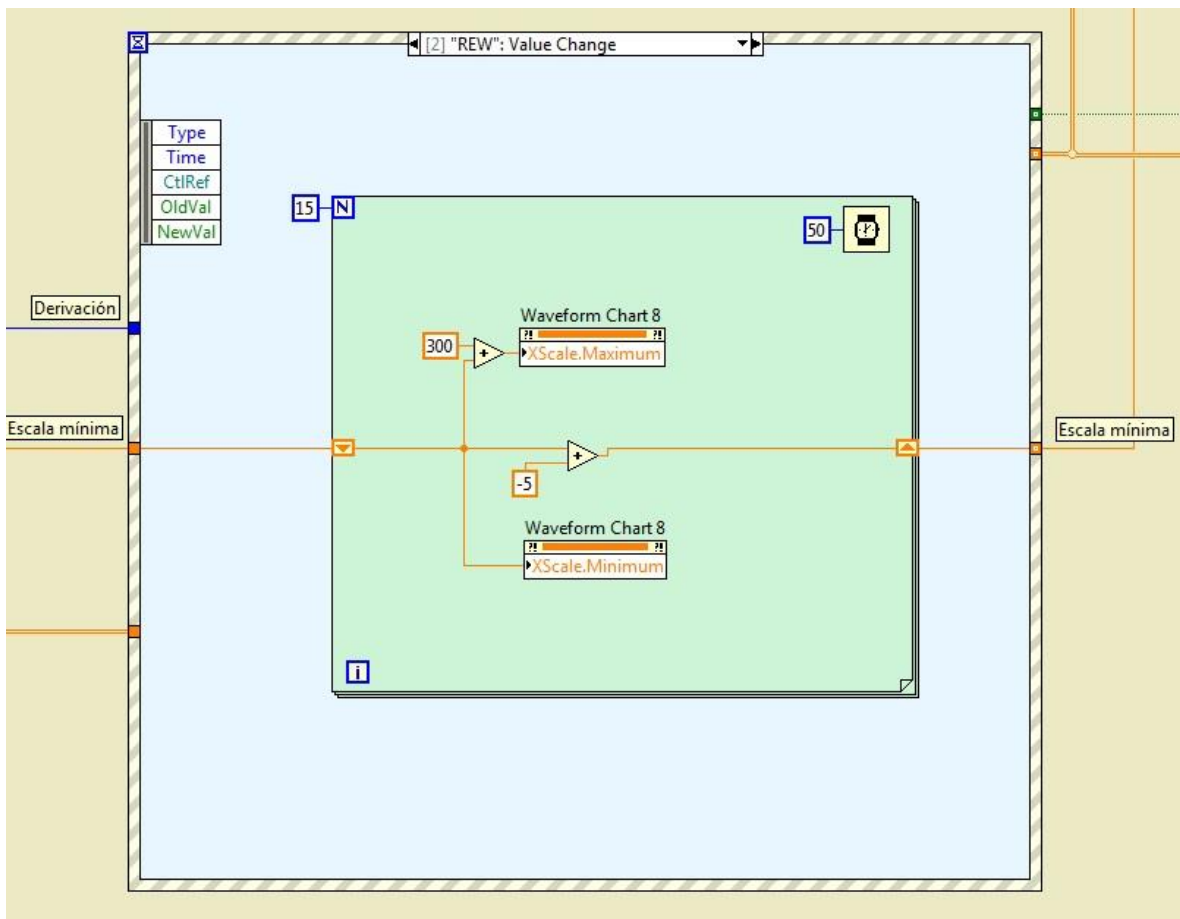 [2] "REW": Value Change
Type
Time
CtlRef
OldVal
NewVal
15
N
50
Derivación
Waveform Chart 8
300
+
?!
?!
XScale.Maximum
Escala mínima
Escala mínima
+
-5
Waveform Chart 8
?!
?!
XScale.Minimum
i